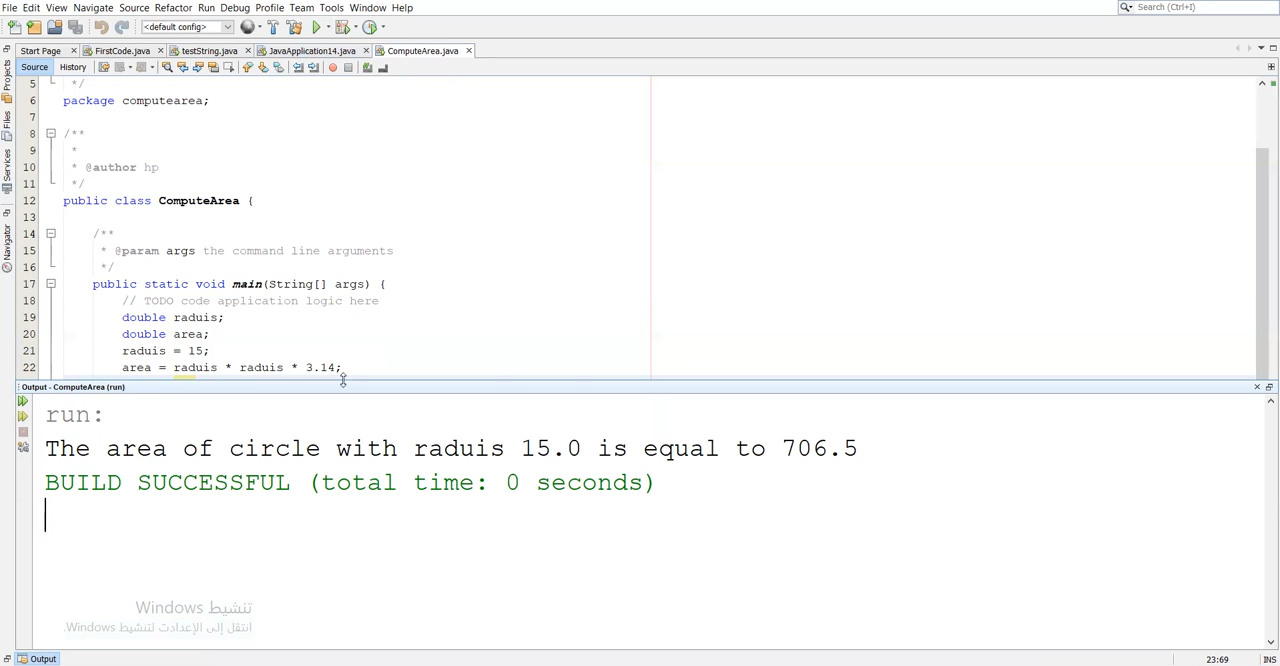 File Edit View Navigate Source Refactor Run Debug Profile Team Tools Window Help
Search (Ctrl+I)
<default config>
Start Page FirstCode.java testString.java JavaApplication14.java ComputeArea.java
Source History
5 */
6 package computearea;
7
8 /**
9 *
10 * @author hp
11 */
12 public class ComputeArea {
13
14 /**
15 * @param args the command line arguments
16 */
17 public static void main(String[] args) {
18 // TODO code application logic here
19 double raduis;
20 double area;
21 raduis = 15;
22 area = raduis * raduis * 3.14;
Projects
Files
Services
Navigator
Output - ComputeArea (run)
run:
The area of circle with raduis 15.0 is equal to 706.5
BUILD SUCCESSFUL (total time: 0 seconds)
تنشيط Windows
انتقل إلى الإعدادت لتنشيط Windows.
Output
23:69 INS